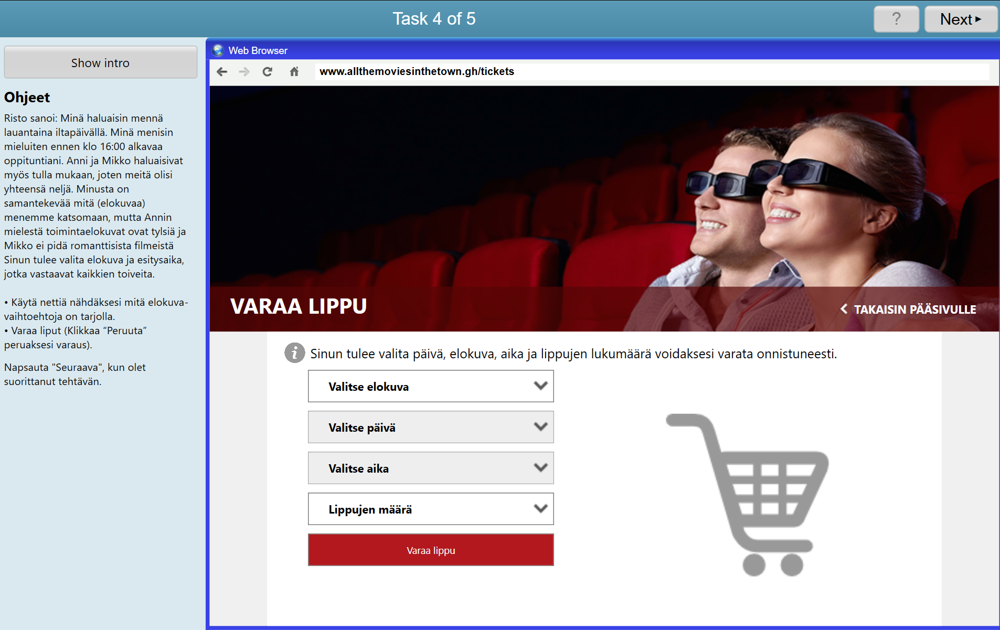 Task 4 of 5
?
Next
Show intro
Ohjeet
Risto sanoi: Minä haluaisin mennä
lauantaina iltapäivällä. Minä menisin
mieluiten ennen klo 16:00 alkavaa
oppituntiani. Anni ja Mikko haluaisivat
myös tulla mukaan, joten meitä olisi
yhteensä neljä. Minusta on
samantekevää mitä (elokuvaa)
menemme katsomaan, mutta Annin
mielestä toimintaelokuvat ovat tylsiä ja
Mikko ei pidä romanttisista filmeistä
Sinun tulee valita elokuva ja esitysaika,
jotka vastaavat kaikkien toiveita.
• Käytä nettiä nähdäksesi mitä elokuva-
vaihtoehtoja on tarjolla.
• Varaa liput (Klikkaa “Peruuta”
peruaksesi varaus).
Napsauta "Seuraava", kun olet
suorittanut tehtävän.
Web Browser
www.allthemoviesinthetown.gh/tickets
VARAA LIPPU
TAKAISIN PÄÄSIVULLE
Sinun tulee valita päivä, elokuva, aika ja lippujen lukumäärä voidaksesi varata onnistuneesti.
Valitse elokuva
Valitse päivä
Valitse aika
Lippujen määrä
Varaa lippu